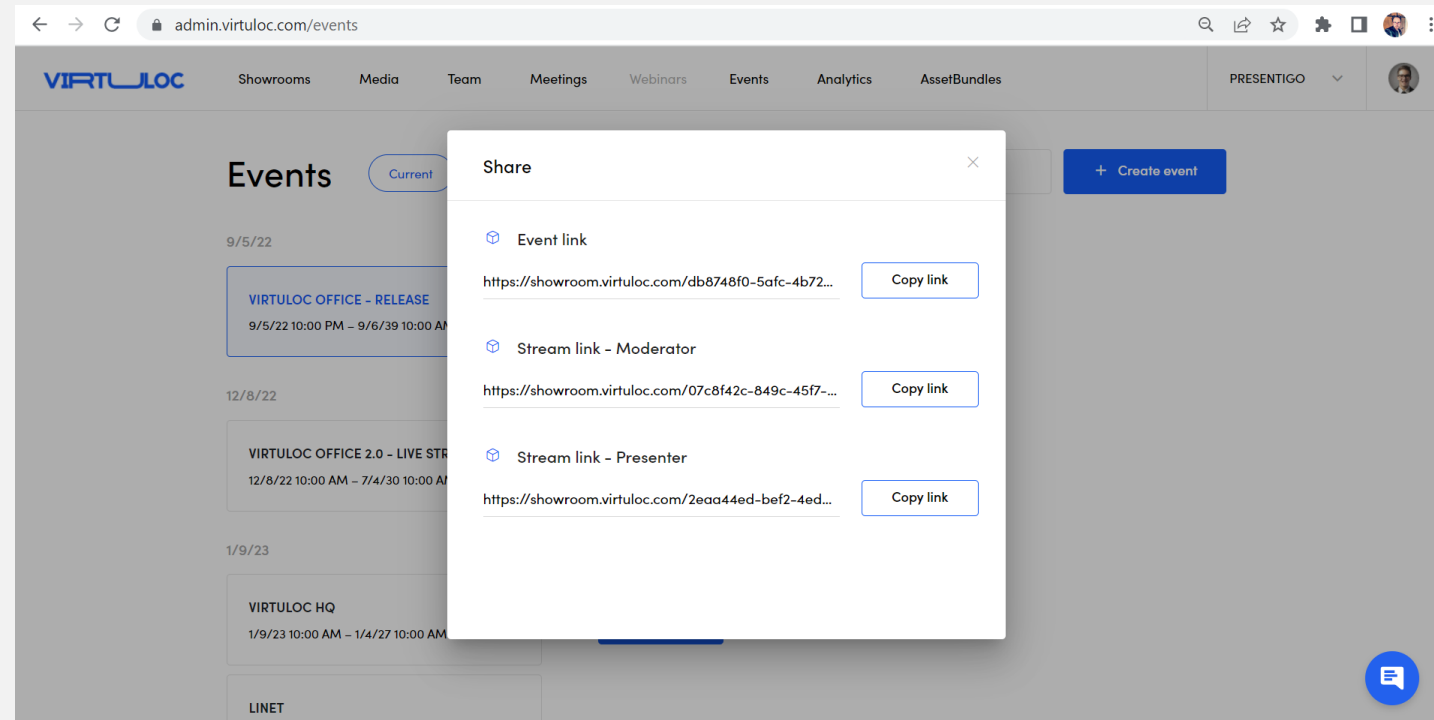 admin.virtuloc.com/events
VIRTULOC
Showrooms
Media
Team
Meetings
Webinars
Events
Analytics
AssetBundles
PRESENTIGO
Events
Current
+ Create event
Share
9/5/22
VIRTULOC OFFICE - RELEASE
9/5/22 10:00 PM – 9/6/39 10:00 AM
12/8/22
VIRTULOC OFFICE 2.0 - LIVE STR
12/8/22 10:00 AM – 7/4/30 10:00 AM
1/9/23
VIRTULOC HQ
1/9/23 10:00 AM – 1/4/27 10:00 AM
LINET
Event link
https://showroom.virtuloc.com/db8748f0-5afc-4b72...
Copy link
Stream link - Moderator
https://showroom.virtuloc.com/07c8f42c-849c-45f7-...
Copy link
Stream link - Presenter
https://showroom.virtuloc.com/2eaa44ed-bef2-4ed...
Copy link